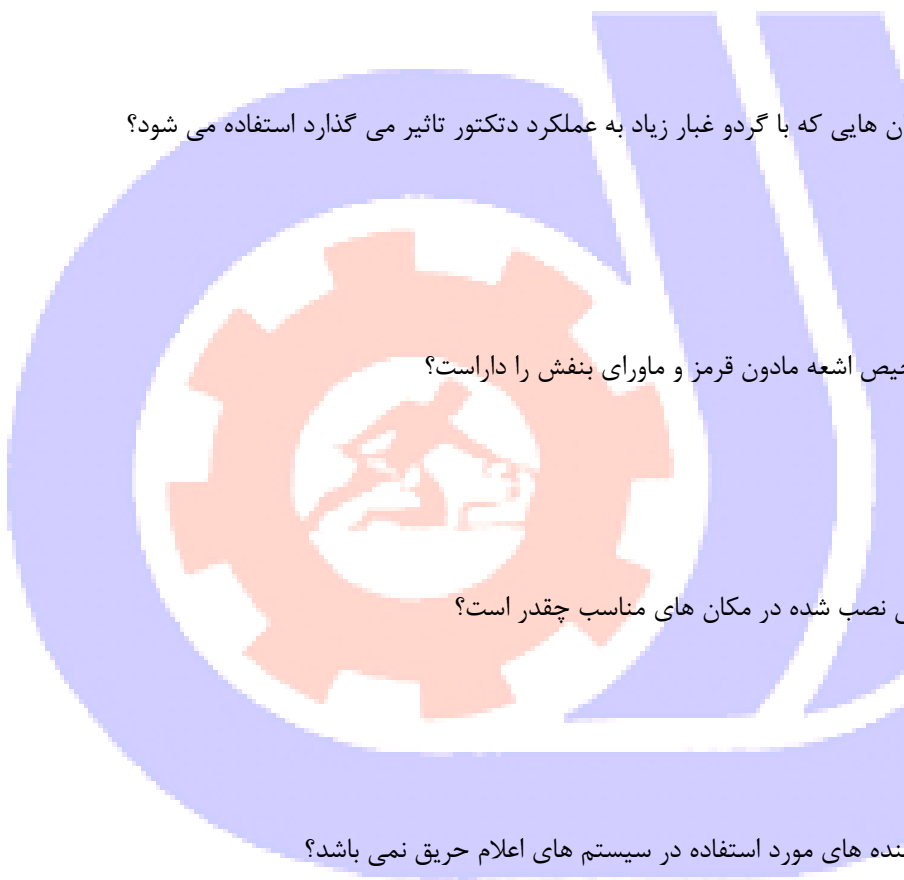 هایی که با گردو غبار زیاد به عملکرد دتکتور تاثیر می گذارد استفاده می شود؟
اشعه مادون قرمز و ماورای بنفش را داراست؟
نصب شده در مکان های مناسب چقدر است؟
های مورد استفاده در سیستم های اعلام حریق نمی باشد؟